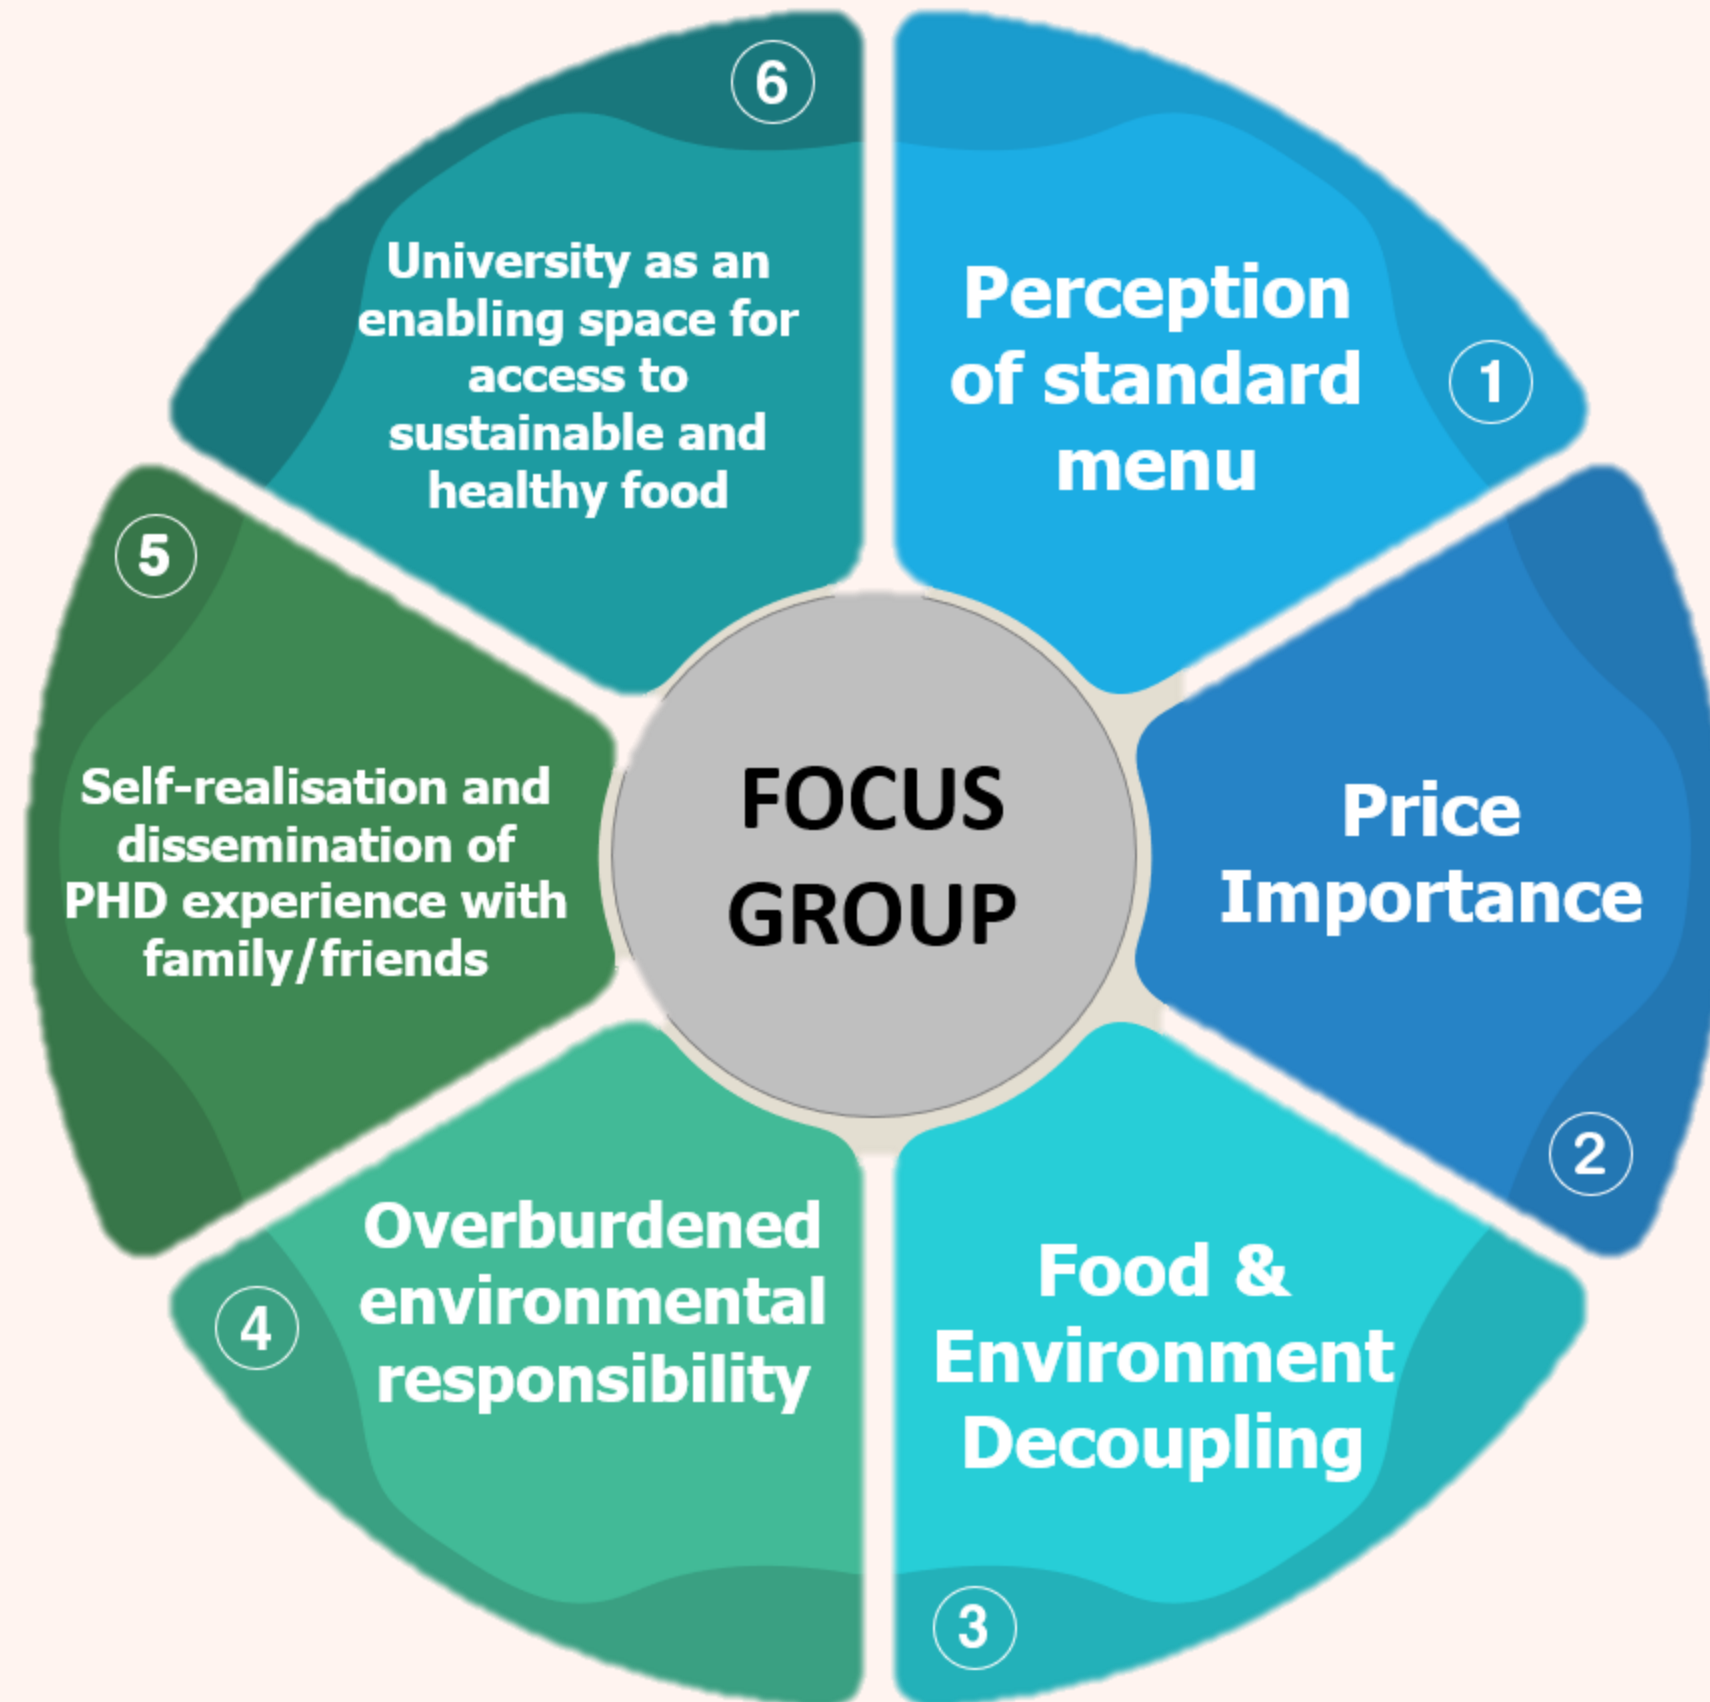 FOCUS
GROUP
1
Perception
of standard
menu
2
Price
Importance
3
Food &
Environment
Decoupling
4
Overburdened
environmental
responsibility
5
Self-realisation and
dissemination of
PHD experience with
family/friends
6
University as an
enabling space for
access to
sustainable and
healthy food